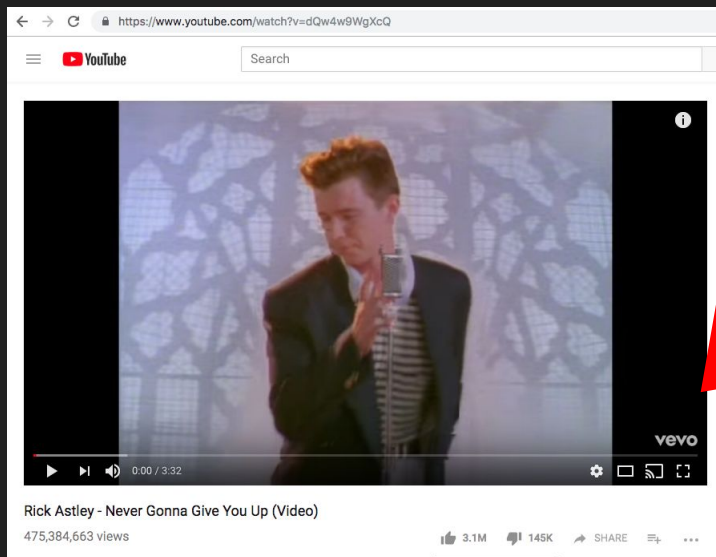 https://www.youtube.com/watch?v=dQw4w9WgXcQ
YouTube
Search
i
vevo
0:00 / 3:32
Rick Astley - Never Gonna Give You Up (Video)
475,384,663 views
3.1M 145K SHARE